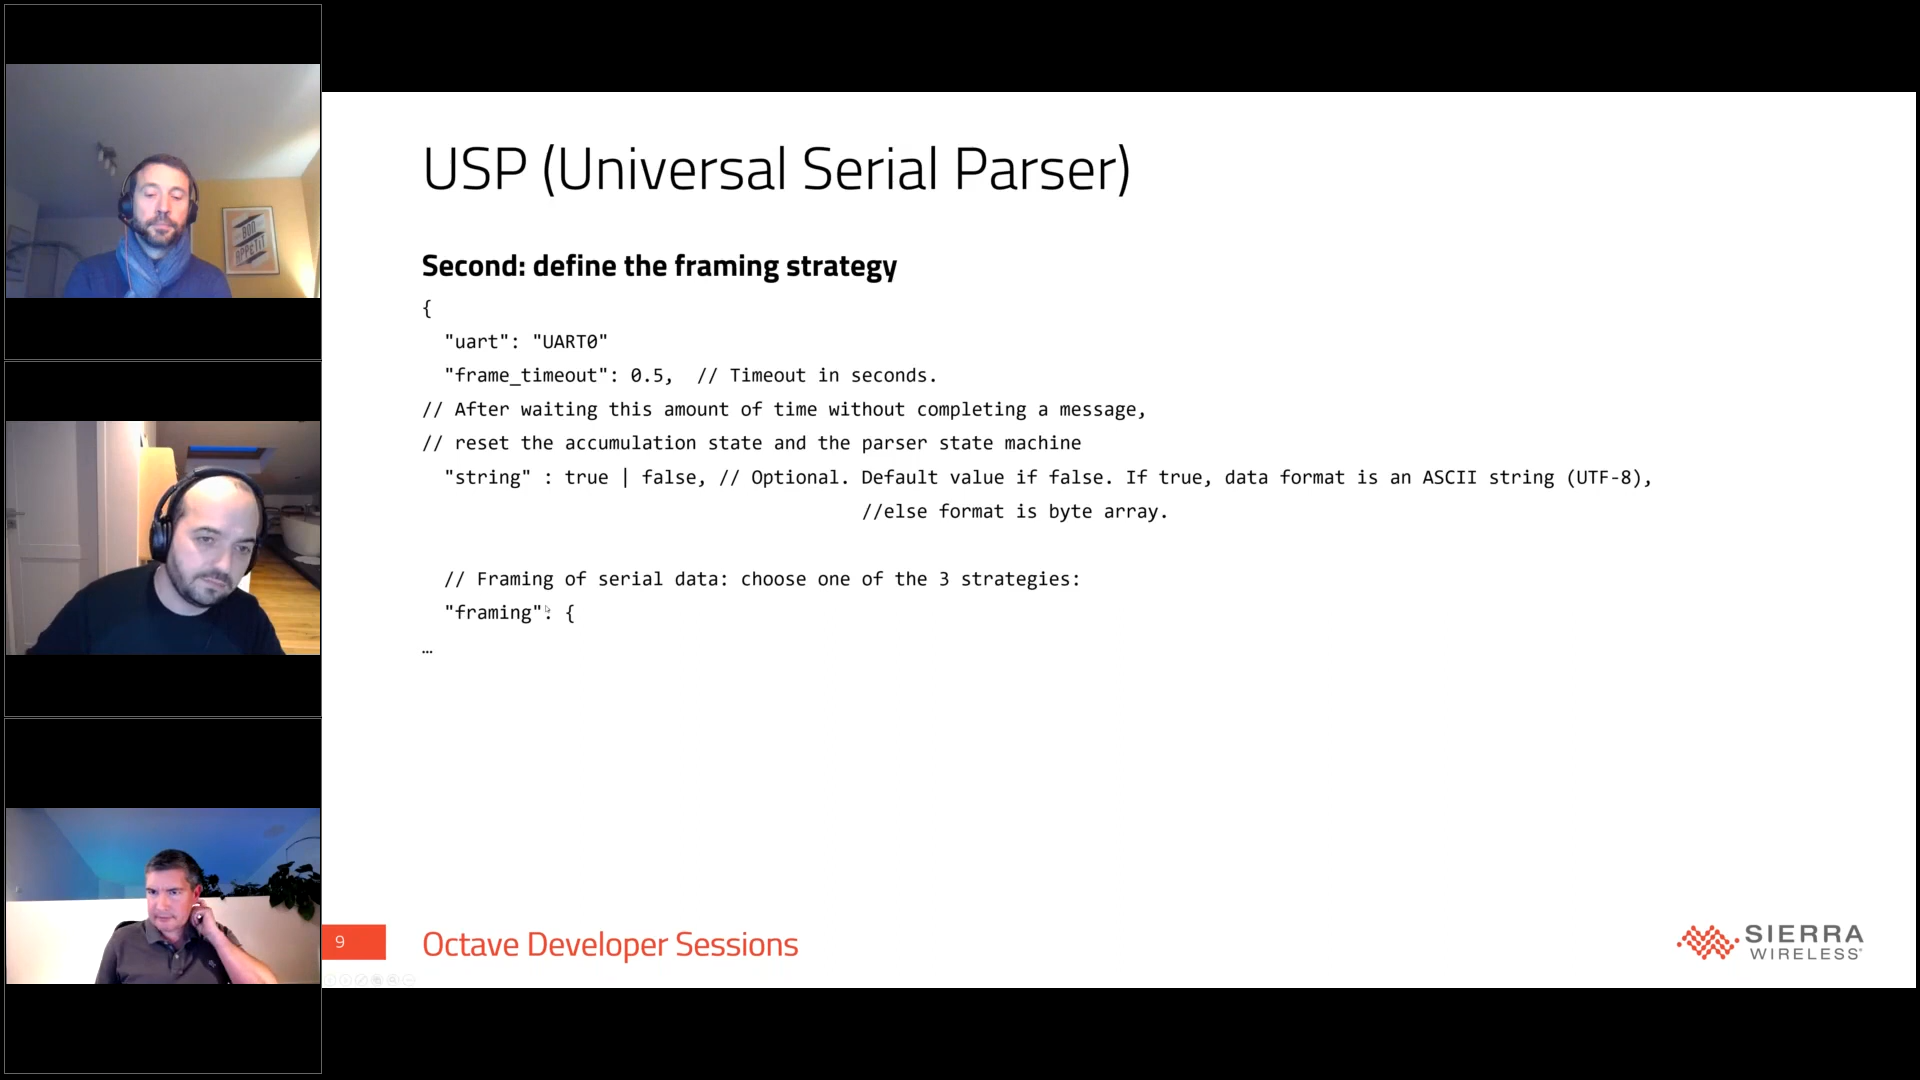 BON
APPETIT
USP (Universal Serial Parser)
Second: define the framing strategy
{
"uart": "UART0"
"frame_timeout": 0.5,  // Timeout in seconds.
// After waiting this amount of time without completing a message,
// reset the accumulation state and the parser state machine
"string" : true | false, // Optional. Default value if false. If true, data format is an ASCII string (UTF-8),
//else format is byte array.
// Framing of serial data: choose one of the 3 strategies:
"framing": {
…
9
Octave Developer Sessions
SIERRA
WIRELESS